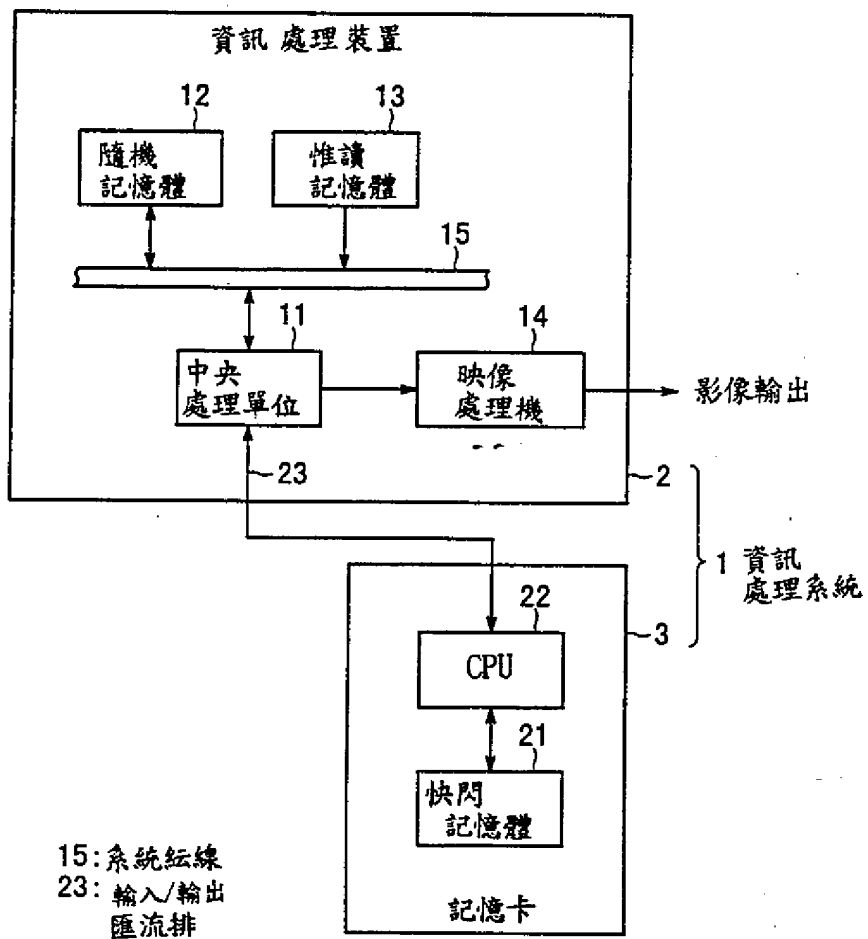 資訊 處理裝置
12
13
隨機
記憶體
惟讀
記憶體
15
11
14
中央
處理單位
映像
處理機
影像輸出
23
2
1 資訊
處理系統
22
3
CPU
21
快閃
記憶體
15: 系統紜線
23: 輸入/輸出
匯流排
記憶卡